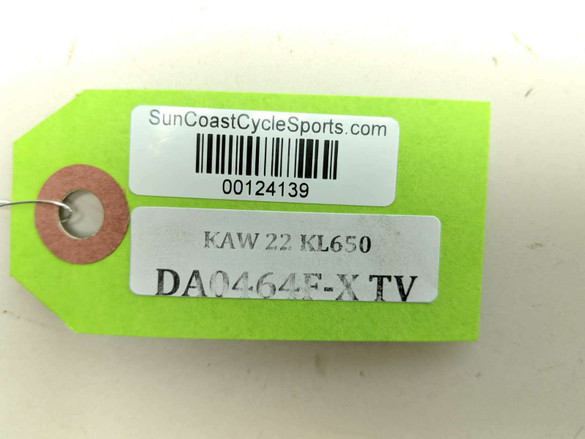 SunCoastCycleSports.com
00124139
KAW 22 KL650
DA0464F-X TV